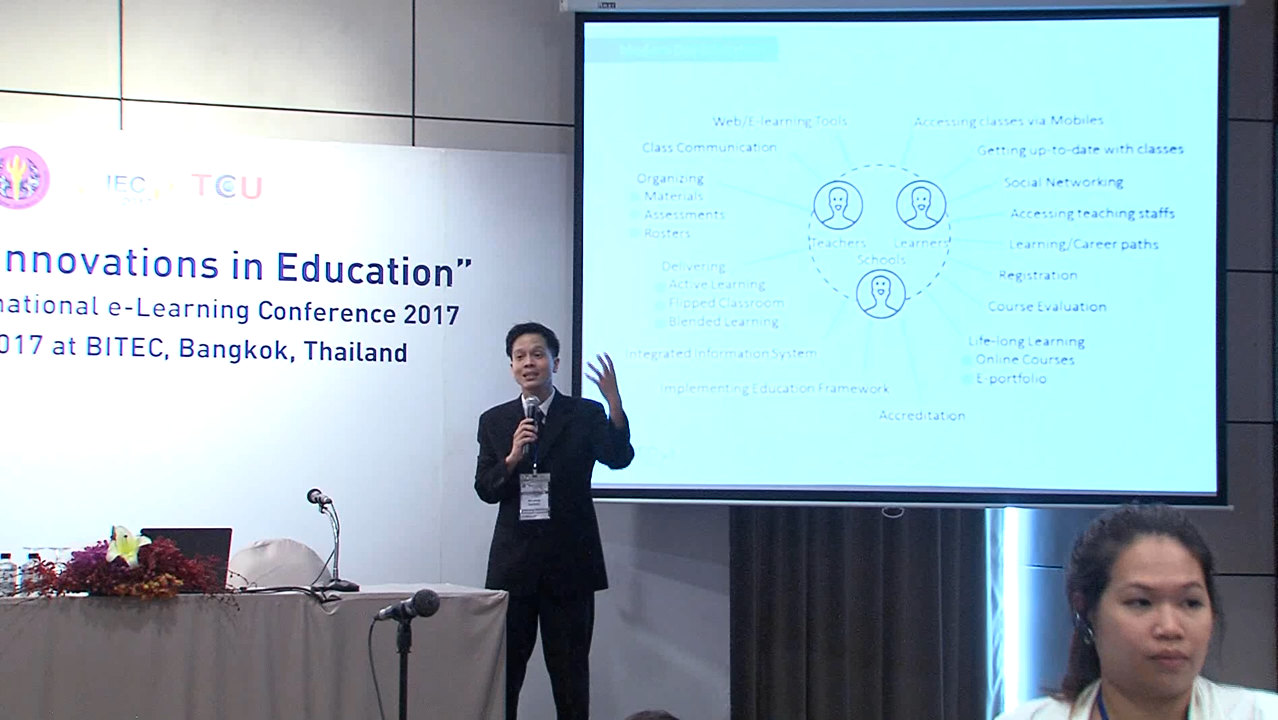 IEC
TCU
nnovations in Education"
national e-Learning Conference 2017
017 at BITEC, Bangkok, Thailand
Web/E-learning Tools
Class Communication
Organizing
Materials
Assessments
Rosters
Delivering
Active Learning
Flipped Classroom
Blended Learning
Integrated Information System
Implementing Education Framework
Teachers
Learners
Schools
Accessing classes via Mobiles
Getting up-to-date with classes
Social Networking
Accessing teaching staffs
Learning/Career paths
Registration
Course Evaluation
Life-long Learning
Online Courses
E-portfolio
Accreditation